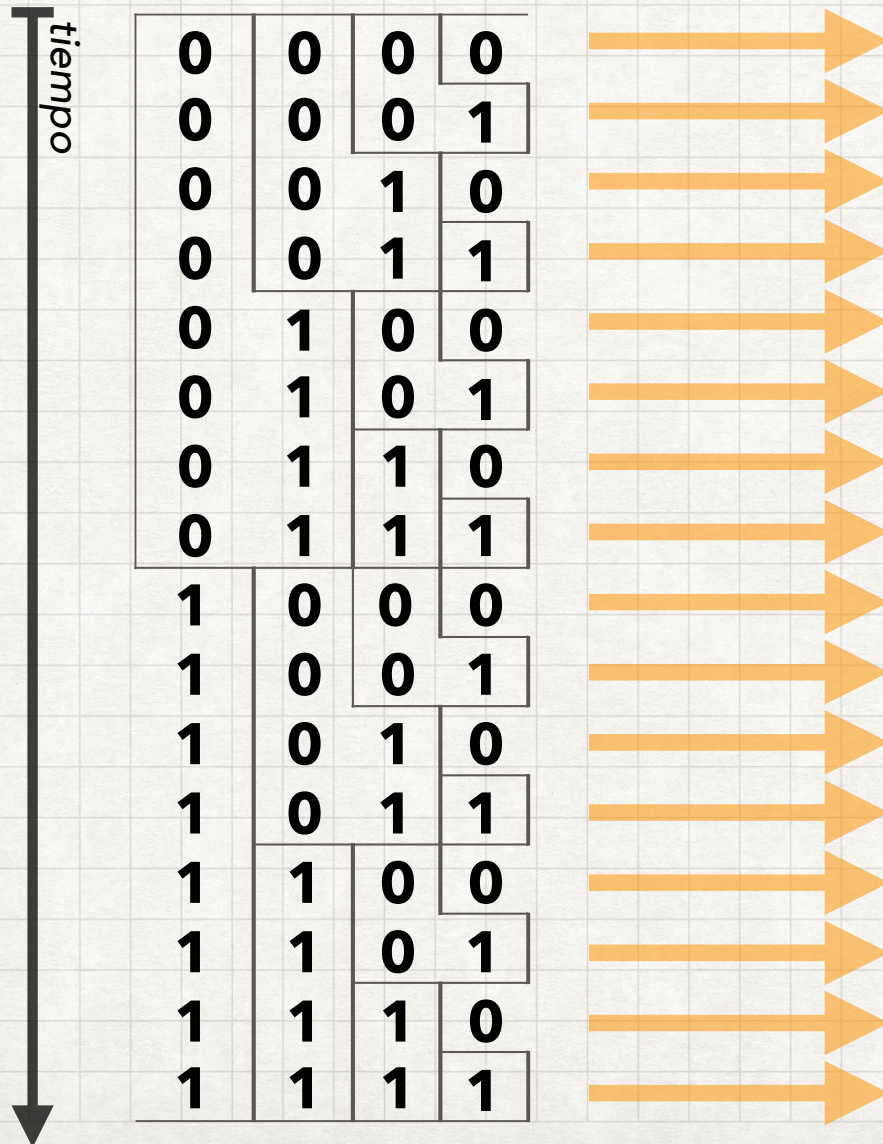 tiempo
0 0 0 0
0 0 0 1
0 0 1 0
0 0 1 1
0 1 0 0
0 1 0 1
0 1 1 0
0 1 1 1
1 0 0 0
1 0 0 1
1 0 1 0
1 0 1 1
1 1 0 0
1 1 0 1
1 1 1 0
1 1 1 1